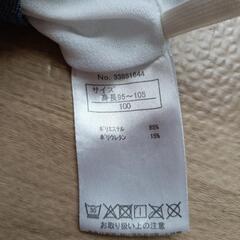 No. 33851644
サイズ
身長95～105
100
ポリエステル 85%
ポリウレタン 15%
お取り扱い上の注意